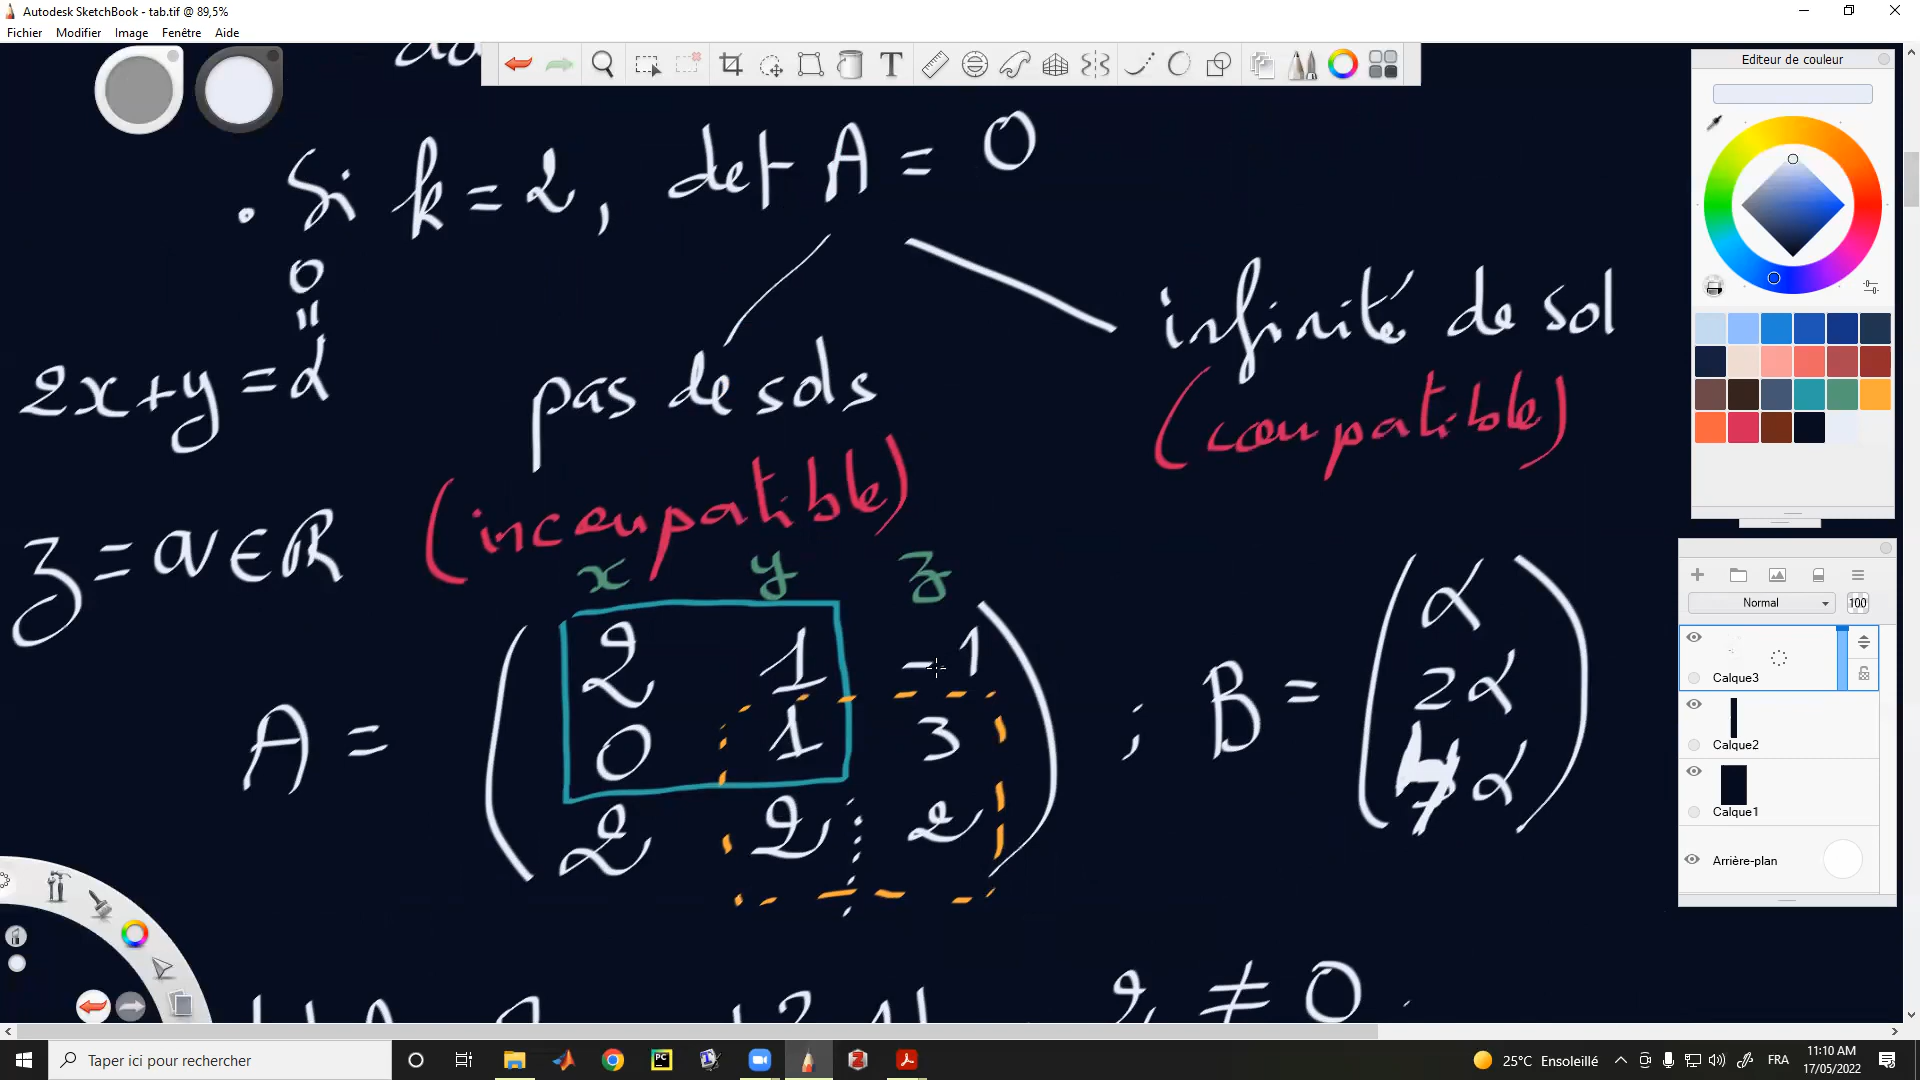 Autodesk SketchBook - tab.tif @ 89,5%
Fichier Modifier Image Fenêtre Aide
Editeur de couleur
. Si k = 2, det A = 0
0
=
2x+y = α
pas de sols
infinité de sol
(incompatible)
(compatible)
z = α ∈ ℝ
x y z
A = ( 2 1 -1
0 1 3
2 2 2 ) ; B = ( α
2α
4α )
2 ≠ 0 .
Normal 100
Calque3
Calque2
Calque1
Arrière-plan
Taper ici pour rechercher
25°C Ensoleillé
FRA
11:10 AM
17/05/2022